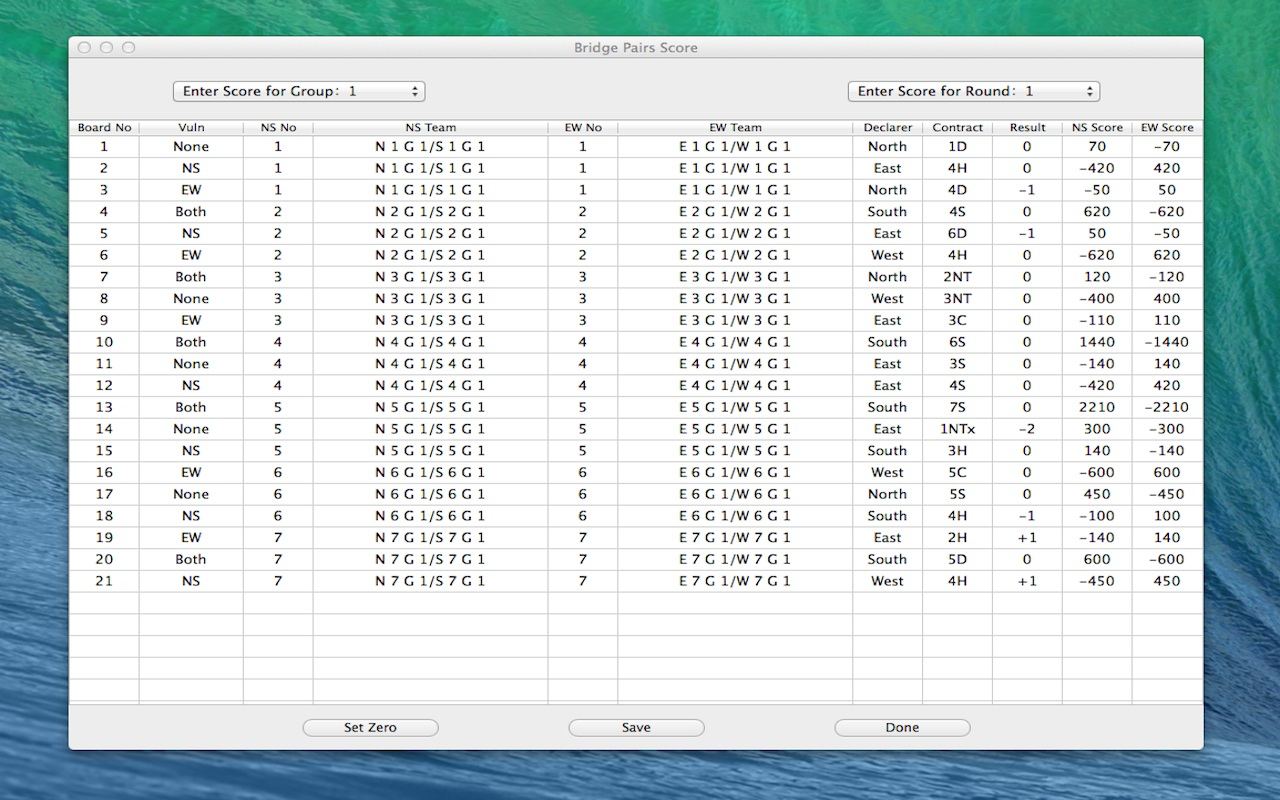 Bridge Pairs Score
Enter Score for Group: 1 Enter Score for Round: 1
Board No Vuln NS No NS Team EW No EW Team Declarer Contract Result NS Score EW Score
1 None 1 N 1 G 1/S 1 G 1 1 E 1 G 1/W 1 G 1 North 1D 0 70 -70
2 NS 1 N 1 G 1/S 1 G 1 1 E 1 G 1/W 1 G 1 East 4H 0 -420 420
3 EW 1 N 1 G 1/S 1 G 1 1 E 1 G 1/W 1 G 1 North 4D -1 -50 50
4 Both 2 N 2 G 1/S 2 G 1 2 E 2 G 1/W 2 G 1 South 4S 0 620 -620
5 NS 2 N 2 G 1/S 2 G 1 2 E 2 G 1/W 2 G 1 East 6D -1 50 -50
6 EW 2 N 2 G 1/S 2 G 1 2 E 2 G 1/W 2 G 1 West 4H 0 -620 620
7 Both 3 N 3 G 1/S 3 G 1 3 E 3 G 1/W 3 G 1 North 2NT 0 120 -120
8 None 3 N 3 G 1/S 3 G 1 3 E 3 G 1/W 3 G 1 West 3NT 0 -400 400
9 EW 3 N 3 G 1/S 3 G 1 3 E 3 G 1/W 3 G 1 East 3C 0 -110 110
10 Both 4 N 4 G 1/S 4 G 1 4 E 4 G 1/W 4 G 1 South 6S 0 1440 -1440
11 None 4 N 4 G 1/S 4 G 1 4 E 4 G 1/W 4 G 1 East 3S 0 -140 140
12 NS 4 N 4 G 1/S 4 G 1 4 E 4 G 1/W 4 G 1 East 4S 0 -420 420
13 Both 5 N 5 G 1/S 5 G 1 5 E 5 G 1/W 5 G 1 South 7S 0 2210 -2210
14 None 5 N 5 G 1/S 5 G 1 5 E 5 G 1/W 5 G 1 East 1NTx -2 300 -300
15 NS 5 N 5 G 1/S 5 G 1 5 E 5 G 1/W 5 G 1 South 3H 0 140 -140
16 EW 6 N 6 G 1/S 6 G 1 6 E 6 G 1/W 6 G 1 West 5C 0 -600 600
17 None 6 N 6 G 1/S 6 G 1 6 E 6 G 1/W 6 G 1 North 5S 0 450 -450
18 NS 6 N 6 G 1/S 6 G 1 6 E 6 G 1/W 6 G 1 South 4H -1 -100 100
19 EW 7 N 7 G 1/S 7 G 1 7 E 7 G 1/W 7 G 1 East 2H +1 -140 140
20 Both 7 N 7 G 1/S 7 G 1 7 E 7 G 1/W 7 G 1 South 5D 0 600 -600
21 NS 7 N 7 G 1/S 7 G 1 7 E 7 G 1/W 7 G 1 West 4H +1 -450 450
Set Zero Save Done